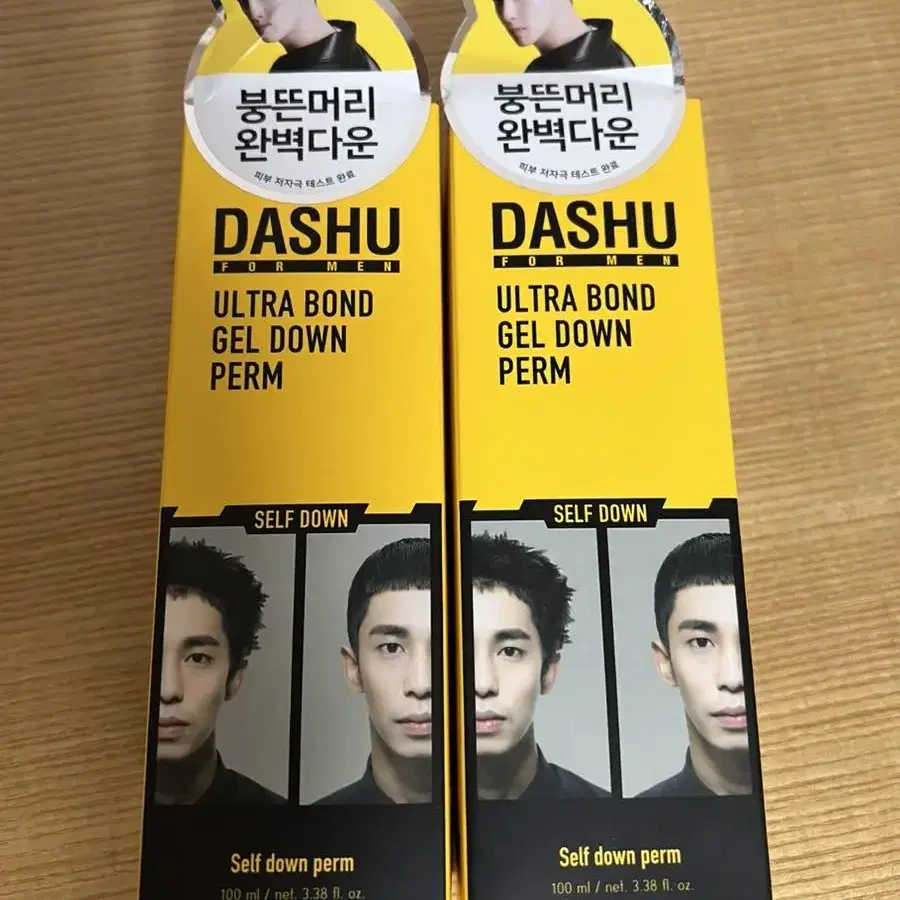 붕뜬머리
완벽다운
피부 저자극 테스트 완료
DASHU
FOR MEN
ULTRA BOND
GEL DOWN
PERM
SELF DOWN
Self down perm
100 ml / net. 3.38 fl. oz.
붕뜬머리
완벽다운
피부 저자극 테스트 완료
DASHU
FOR MEN
ULTRA BOND
GEL DOWN
PERM
SELF DOWN
Self down perm
100 ml / net. 3.38 fl. oz.